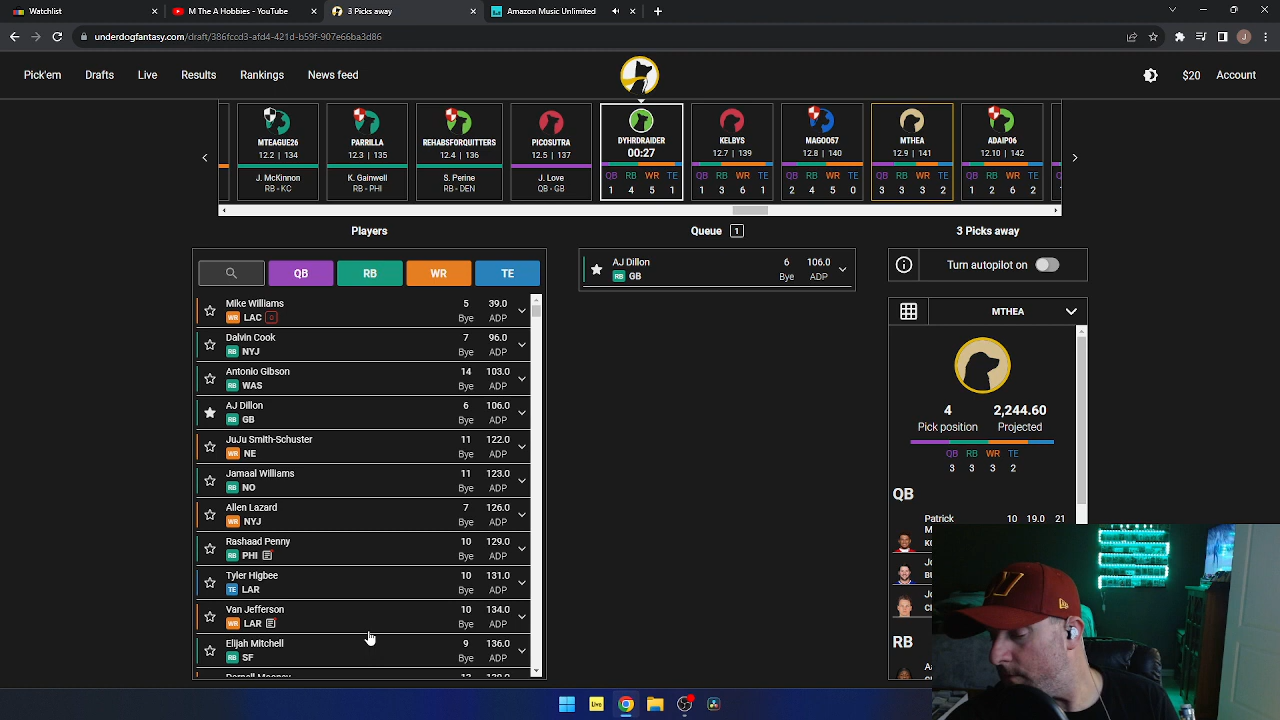 Watchlist
M The A Hobbies - YouTube
3 Picks away
Amazon Music Unlimited
underdogfantasy.com/draft/386fccd3-afd4-421d-b59f-907e66ba3d86
J
Pick'em
Drafts
Live
Results
Rankings
News feed
$20
Account
MTEAGUE26
12.2 | 134
J. McKinnon
RB - KC
PARRILLA
12.3 | 135
K. Gainwell
RB - PHI
REHABSFORQUITTERS
12.4 | 136
S. Perine
RB - DEN
PICOSUTRA
12.5 | 137
J. Love
QB - GB
DYHRDRAIDER
00:27
QB RB WR TE
1 4 5 1
KELBYS
12.7 | 139
QB RB WR TE
1 3 6 1
MAGOO57
12.8 | 140
QB RB WR TE
2 4 5 0
MTHEA
12.9 | 141
QB RB WR TE
3 3 3 2
ADAIP06
12.10 | 142
QB RB WR TE
1 2 6 2
Players
QB
RB
WR
TE
Mike Williams 5 39.0
WR LAC O Bye ADP
Dalvin Cook 7 96.0
RB NYJ Bye ADP
Antonio Gibson 14 103.0
RB WAS Bye ADP
AJ Dillon 6 106.0
RB GB Bye ADP
JuJu Smith-Schuster 11 122.0
WR NE Bye ADP
Jamaal Williams 11 123.0
RB NO Bye ADP
Allen Lazard 7 126.0
WR NYJ Bye ADP
Rashaad Penny 10 129.0
RB PHI Bye ADP
Tyler Higbee 10 131.0
TE LAR Bye ADP
Van Jefferson 10 134.0
WR LAR Bye ADP
Elijah Mitchell 9 136.0
RB SF Bye ADP
Queue 1
AJ Dillon 6 106.0
RB GB Bye ADP
3 Picks away
Turn autopilot on
MTHEA
4 2,244.60
Pick position Projected
QB RB WR TE
3 3 3 2
QB
Patrick 10 19.0 21
RB
Live